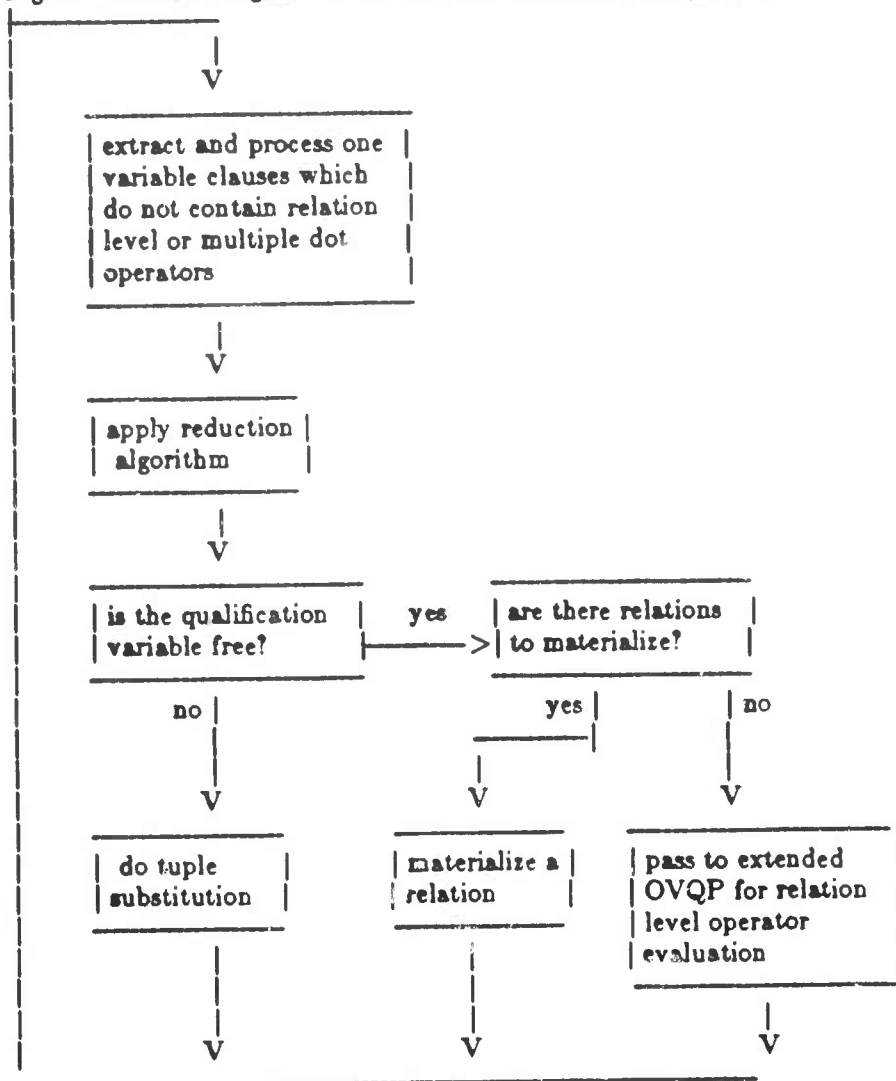 extract and process one
variable clauses which
do not contain relation
level or multiple dot
operators
apply reduction
algorithm
is the qualification
variable free?
yes
are there relations
to materialize?
no
yes
no
do tuple
substitution
materialize a
relation
pass to extended
OVQP for relation
level operator
evaluation